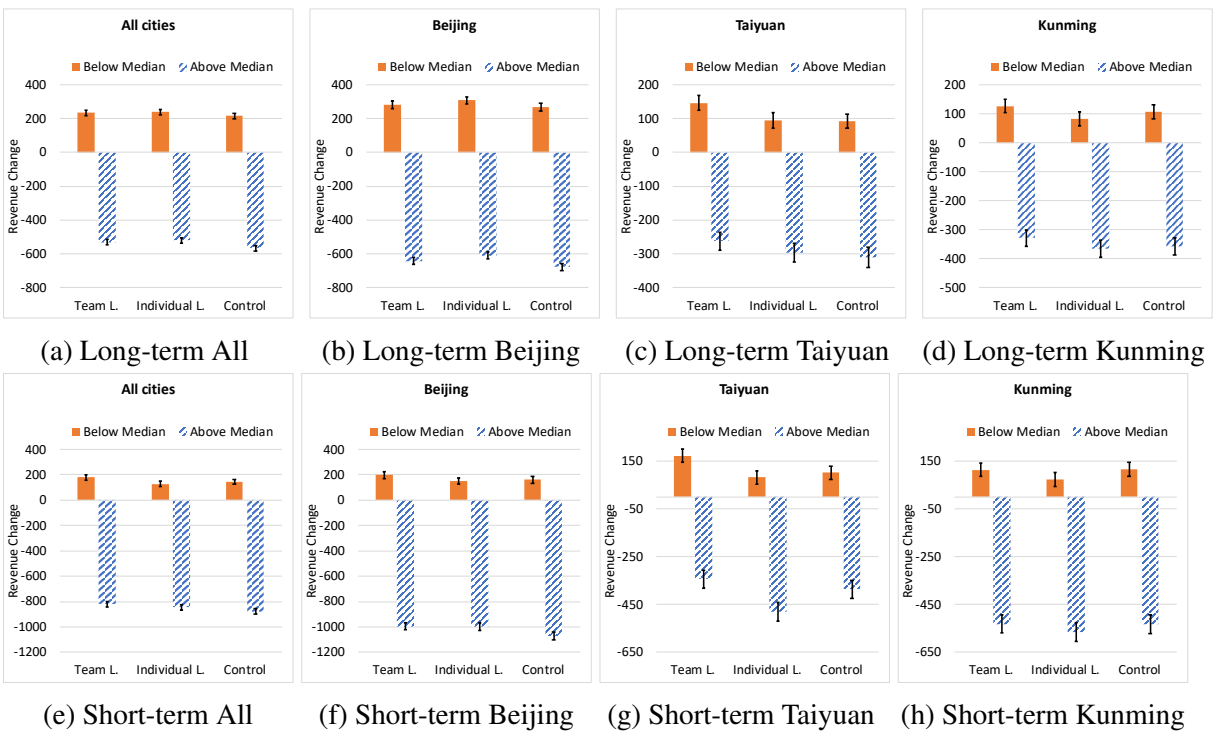 All cities
Below Median Above Median
400
200
0
-200
-400
-600
-800
Revenue Change
Team L. Individual L. Control
(a) Long-term All
Beijing
Below Median Above Median
400
200
0
-200
-400
-600
-800
Revenue Change
Team L. Individual L. Control
(b) Long-term Beijing
Taiyuan
Below Median Above Median
200
100
0
-100
-200
-300
-400
Revenue Change
Team L. Individual L. Control
(c) Long-term Taiyuan
Kunming
Below Median Above Median
200
100
0
-100
-200
-300
-400
-500
Revenue Change
Team L. Individual L. Control
(d) Long-term Kunming
All cities
Below Median Above Median
400
200
0
-200
-400
-600
-800
-1000
-1200
Revenue Change
Team L. Individual L. Control
(e) Short-term All
Beijing
Below Median Above Median
400
200
0
-200
-400
-600
-800
-1000
-1200
Revenue Change
Team L. Individual L. Control
(f) Short-term Beijing
Taiyuan
Below Median Above Median
150
-50
-250
-450
-650
Revenue Change
Team L. Individual L. Control
(g) Short-term Taiyuan
Kunming
Below Median Above Median
150
-50
-250
-450
-650
Revenue Change
Team L. Individual L. Control
(h) Short-term Kunming